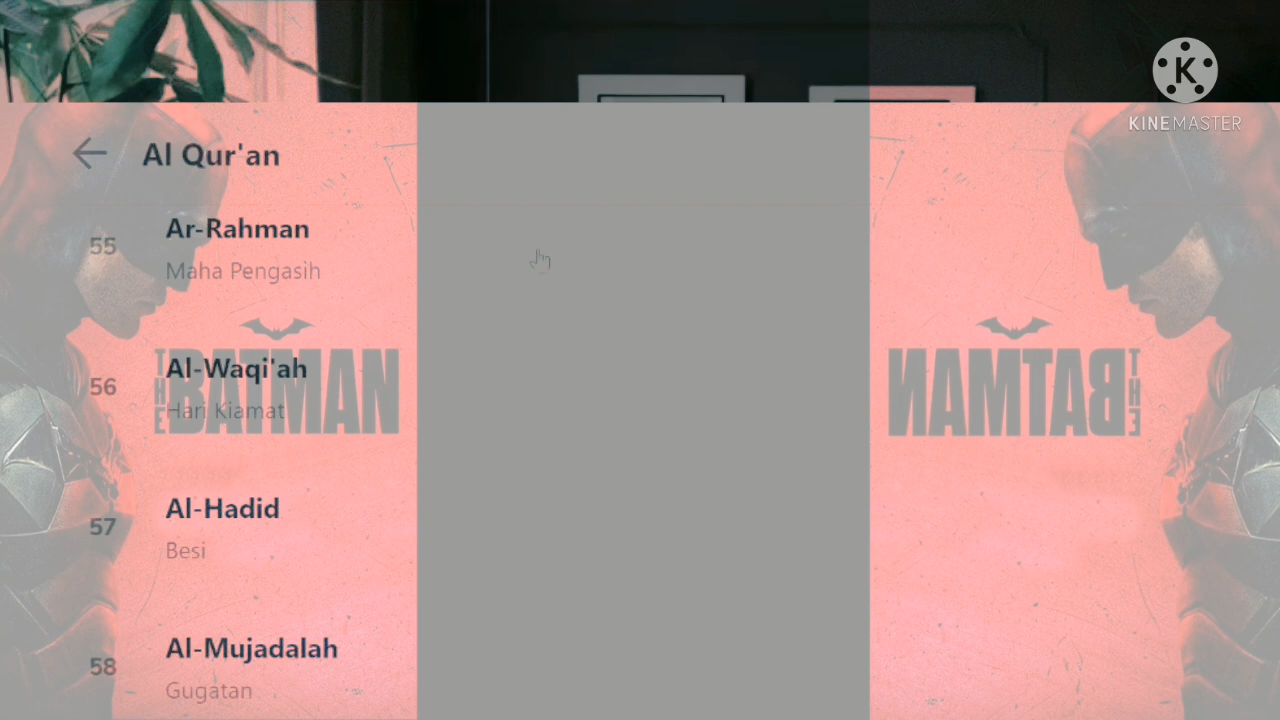 K
KINEMASTER
Al Qur'an
55
Ar-Rahman
Maha Pengasih
THE BATMAN
THE BATMAN
56
Al-Waqi'ah
Hari Kiamat
57
Al-Hadid
Besi
58
Al-Mujadalah
Gugatan